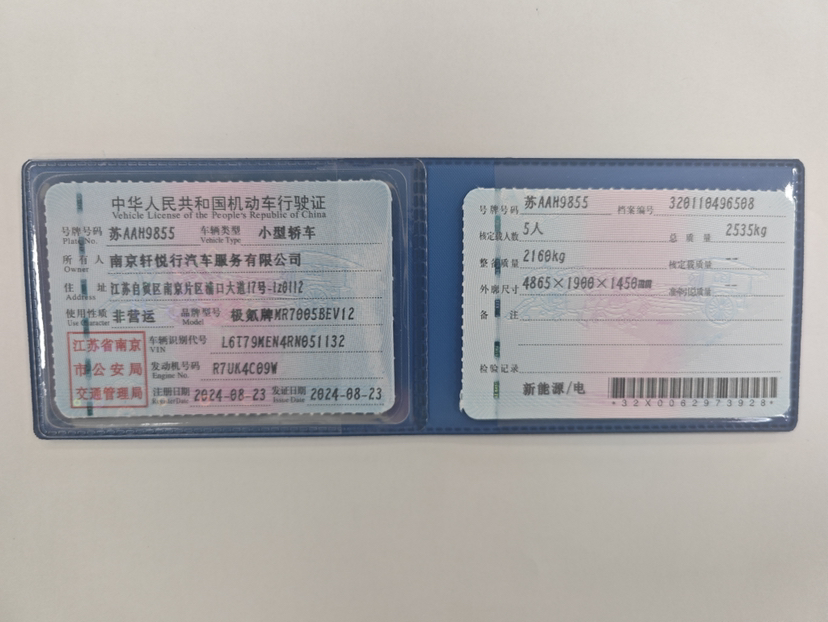 中华人民共和国机动车行驶证
Vehicle License of the People's Republic of China
号牌号码 苏AAH9855 车辆类型 小型轿车
Plate No. Vehicle Type
所有人 南京轩悦行汽车服务有限公司
Owner
住址 江苏自贸区南京片区浦口大道17号-1z0112
Address
使用性质 非营运 品牌型号 极氪牌MR7005BEV12
Use Character Model
江苏省南京
市公安局
交通管理局
车辆识别代号 L6T79MEN4RN051132
VIN
发动机号码 R7UK4C09W
Engine No.
注册日期 2024-08-23 发证日期 2024-08-23
Register Date Issue Date
号牌号码 苏AAH9855 档案编号 320110496508
核定载人数 5人 总质量 2535kg
整备质量 2160kg 核定载质量 --
外廓尺寸 4865×1900×1450mm 准牵引总质量 --
备注
检验记录
新能源/电
*32X0062973928*